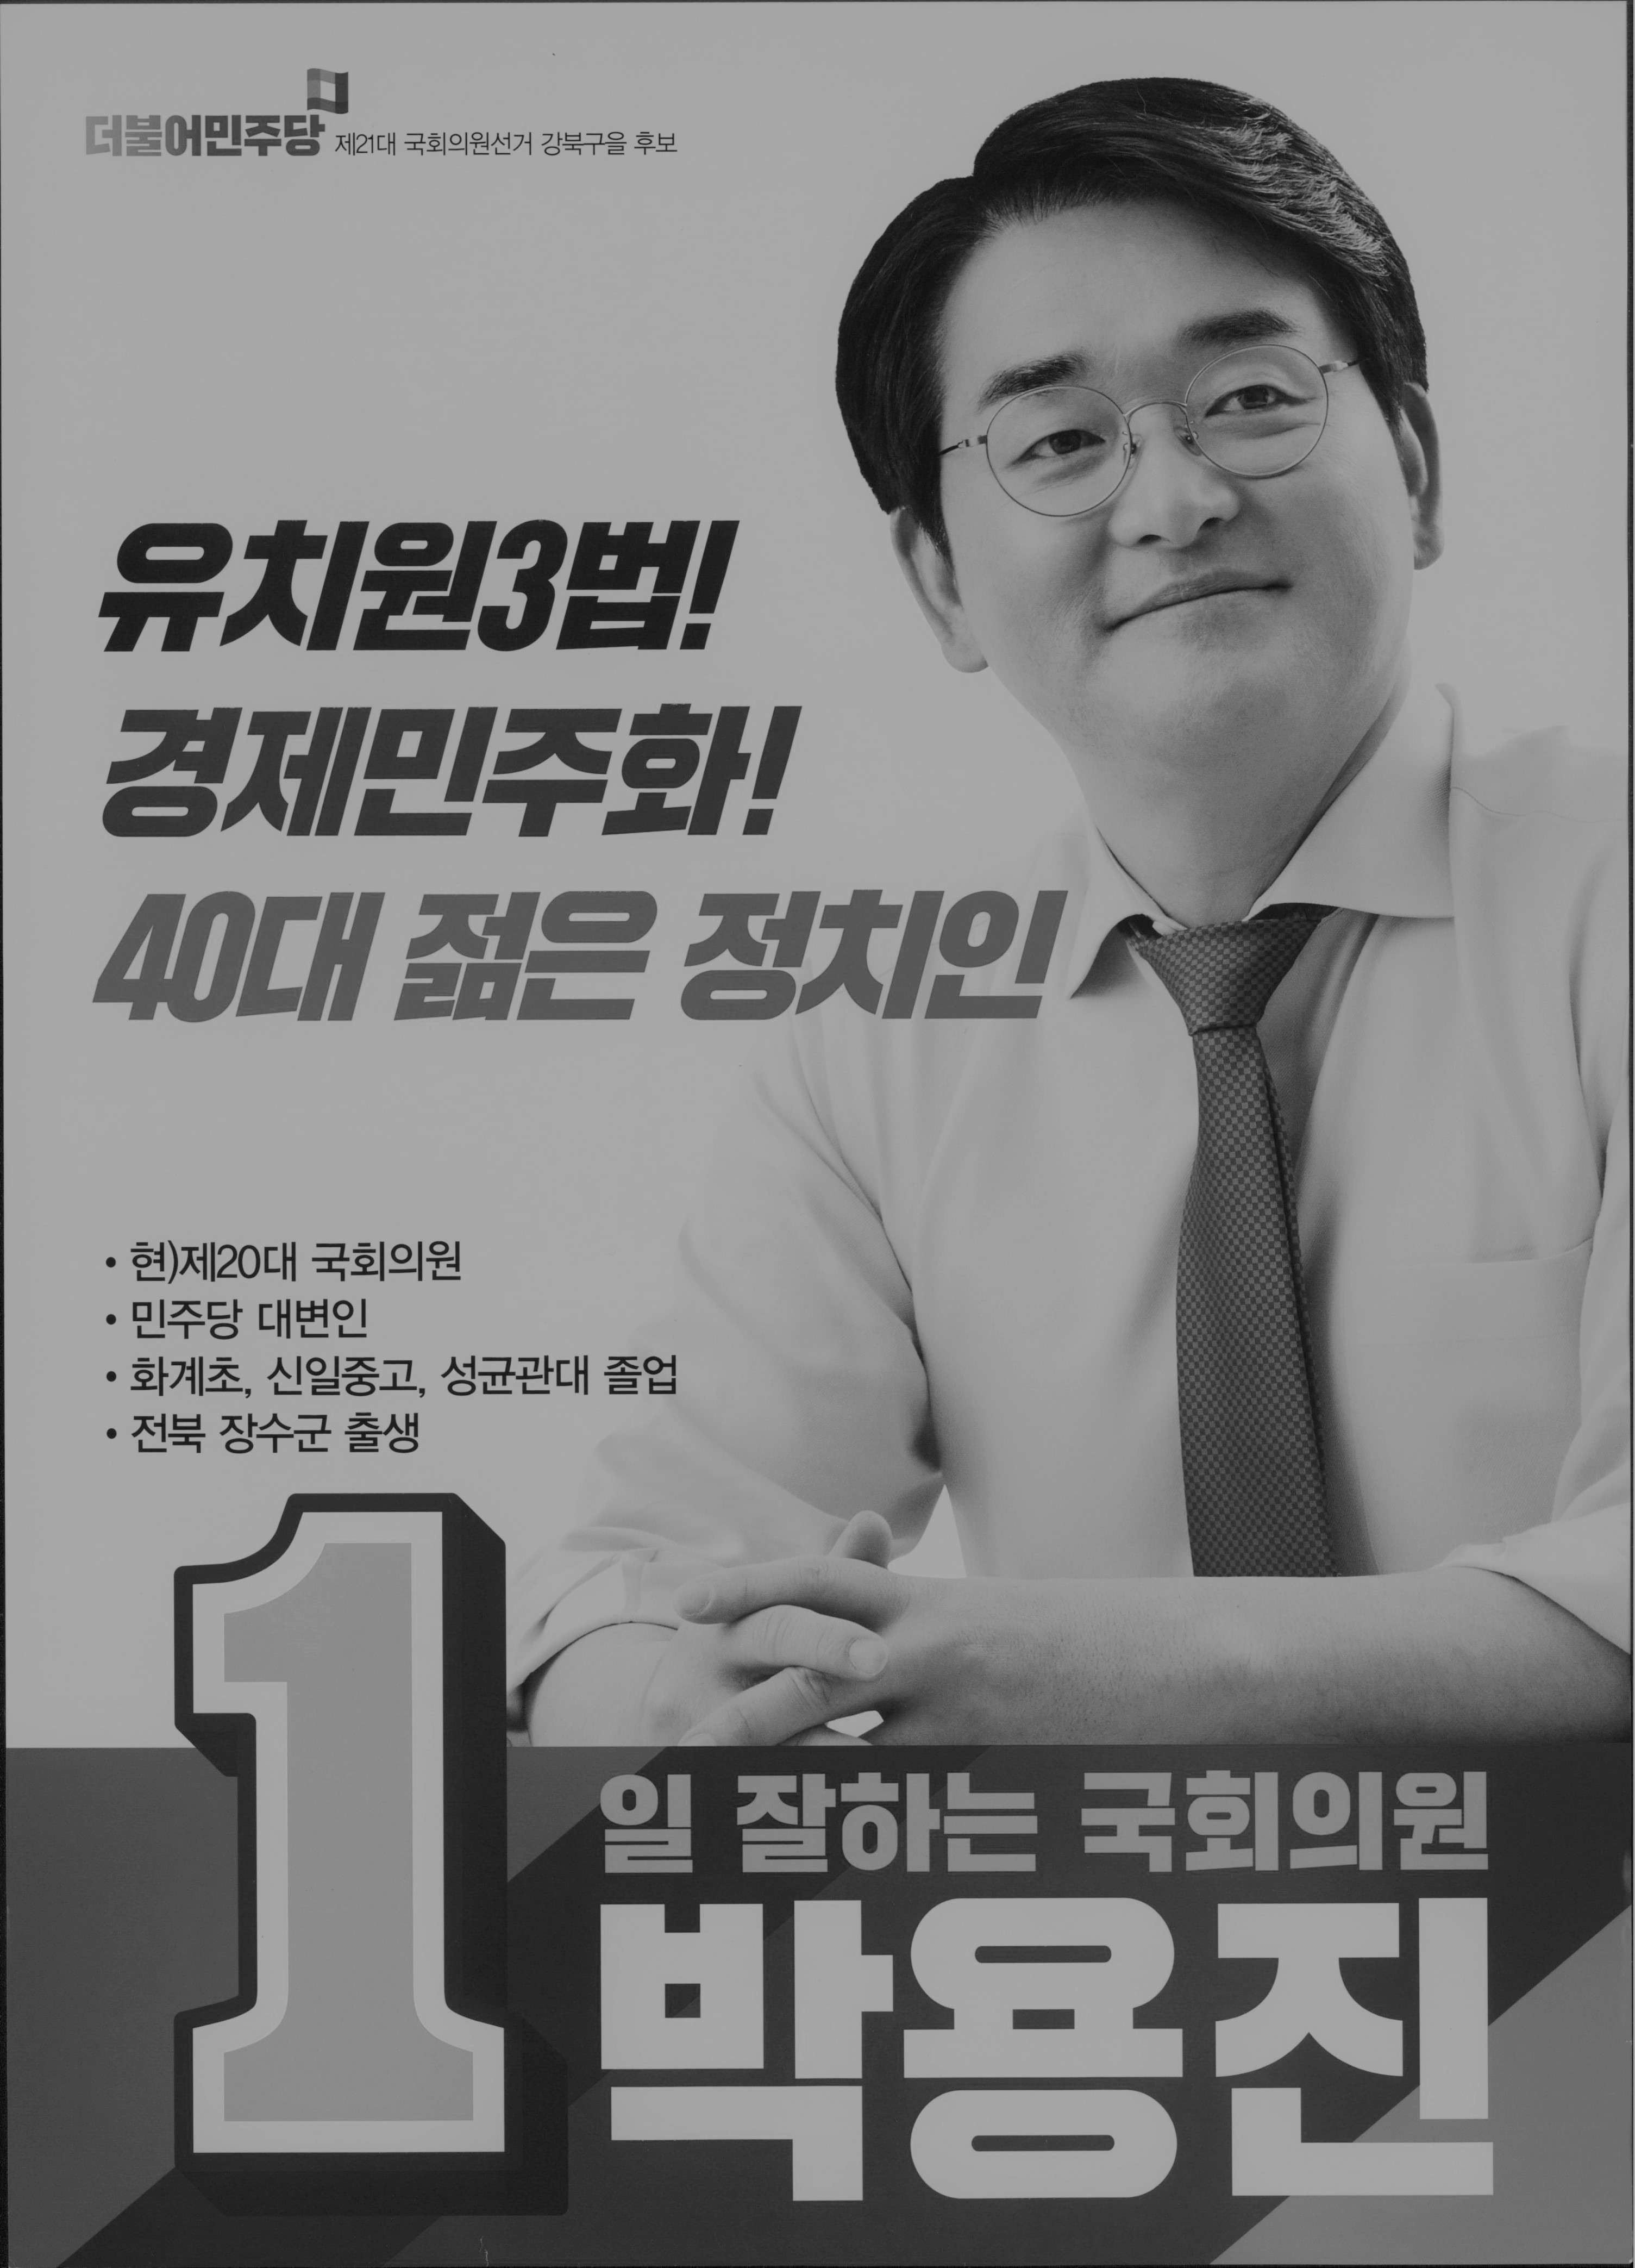 더불어민주당 제21대 국회의원선거 강북구을 후보
유치원3법!
경제민주화!
40대 젊은 정치인
• 현)제20대 국회의원
• 민주당 대변인
• 화계초, 신일중고, 성균관대 졸업
• 전북 장수군 출생
1
일 잘하는 국회의원
박용진